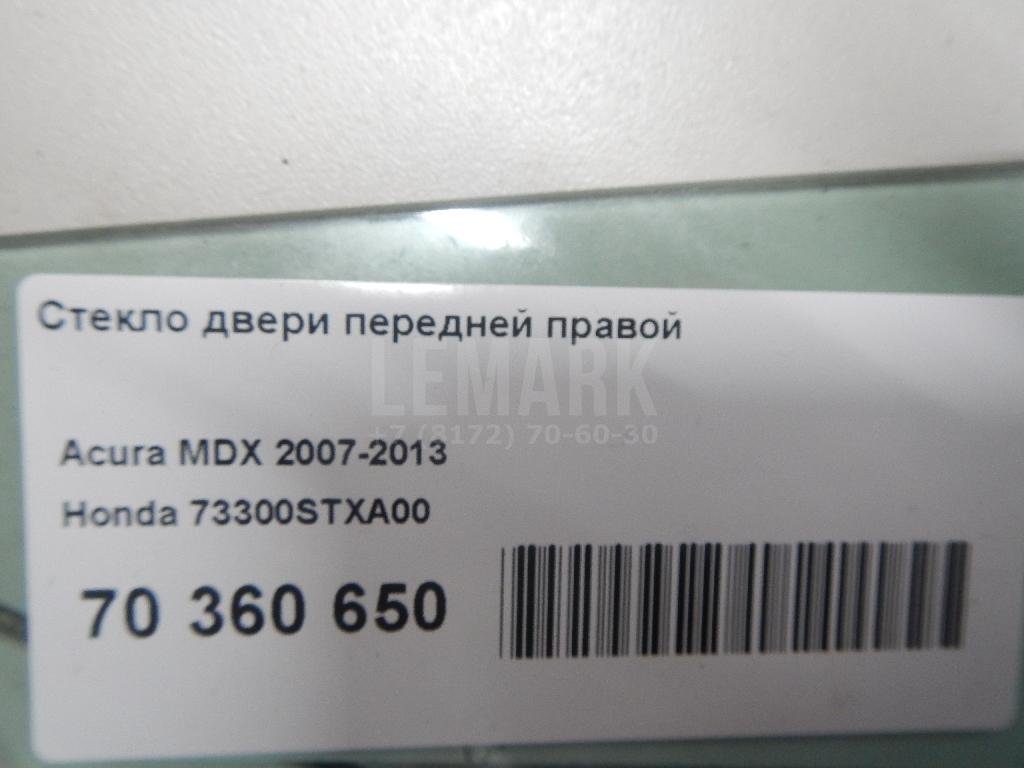 Стекло двери передней правой
LEMARK
+7 (8172) 70-60-30
Acura MDX 2007-2013
Honda 73300STXA00
70 360 650